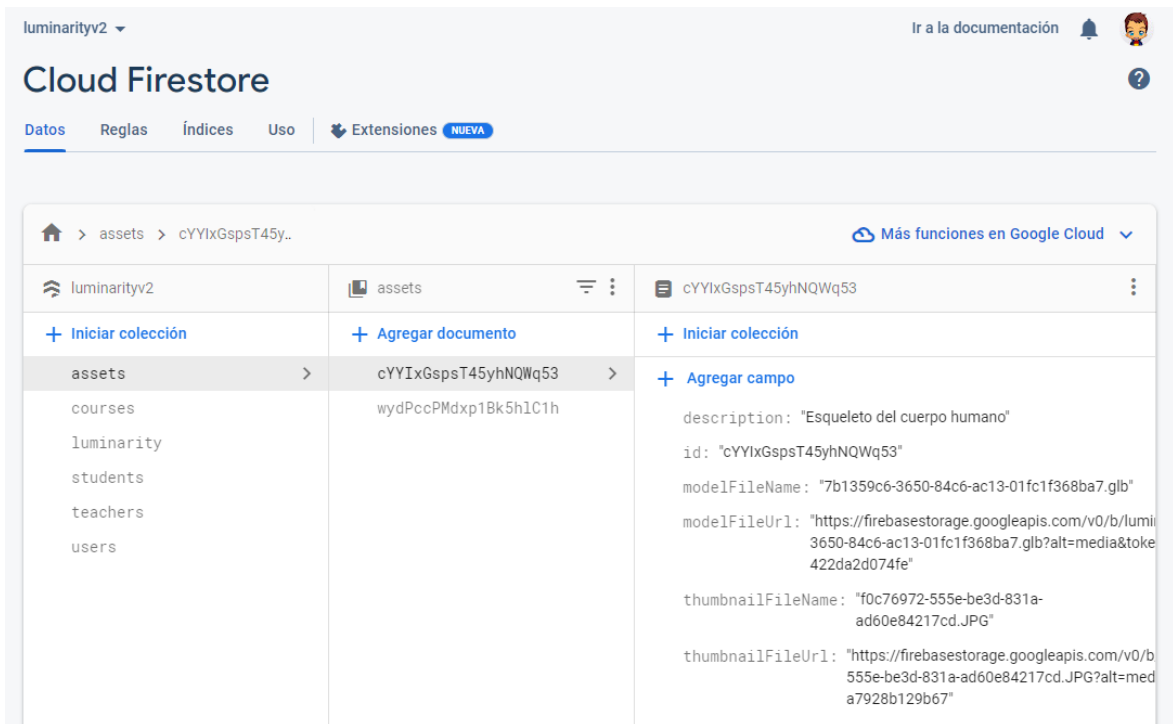 luminarityv2
Ir a la documentación
Cloud Firestore
Datos Reglas Índices Uso Extensiones NUEVA
assets > cYYIxGspsT45y..
Más funciones en Google Cloud
luminarityv2
Iniciar colección
assets
courses
luminarity
students
teachers
users
assets
Agregar documento
cYYIxGspsT45yhNQWq53
wydPccPMdxp1Bk5hlC1h
cYYIxGspsT45yhNQWq53
Iniciar colección
Agregar campo
description: "Esqueleto del cuerpo humano"
id: "cYYIxGspsT45yhNQWq53"
modelFileName: "7b1359c6-3650-84c6-ac13-01fc1f368ba7.glb"
modelFileUrl: "https://firebasestorage.googleapis.com/v0/b/lumi
3650-84c6-ac13-01fc1f368ba7.glb?alt=media&toke
422da2d074fe"
thumbnailFileName: "f0c76972-555e-be3d-831a-
ad60e84217cd.JPG"
thumbnailFileUrl: "https://firebasestorage.googleapis.com/v0/b
555e-be3d-831a-ad60e84217cd.JPG?alt=med
a7928b129b67"